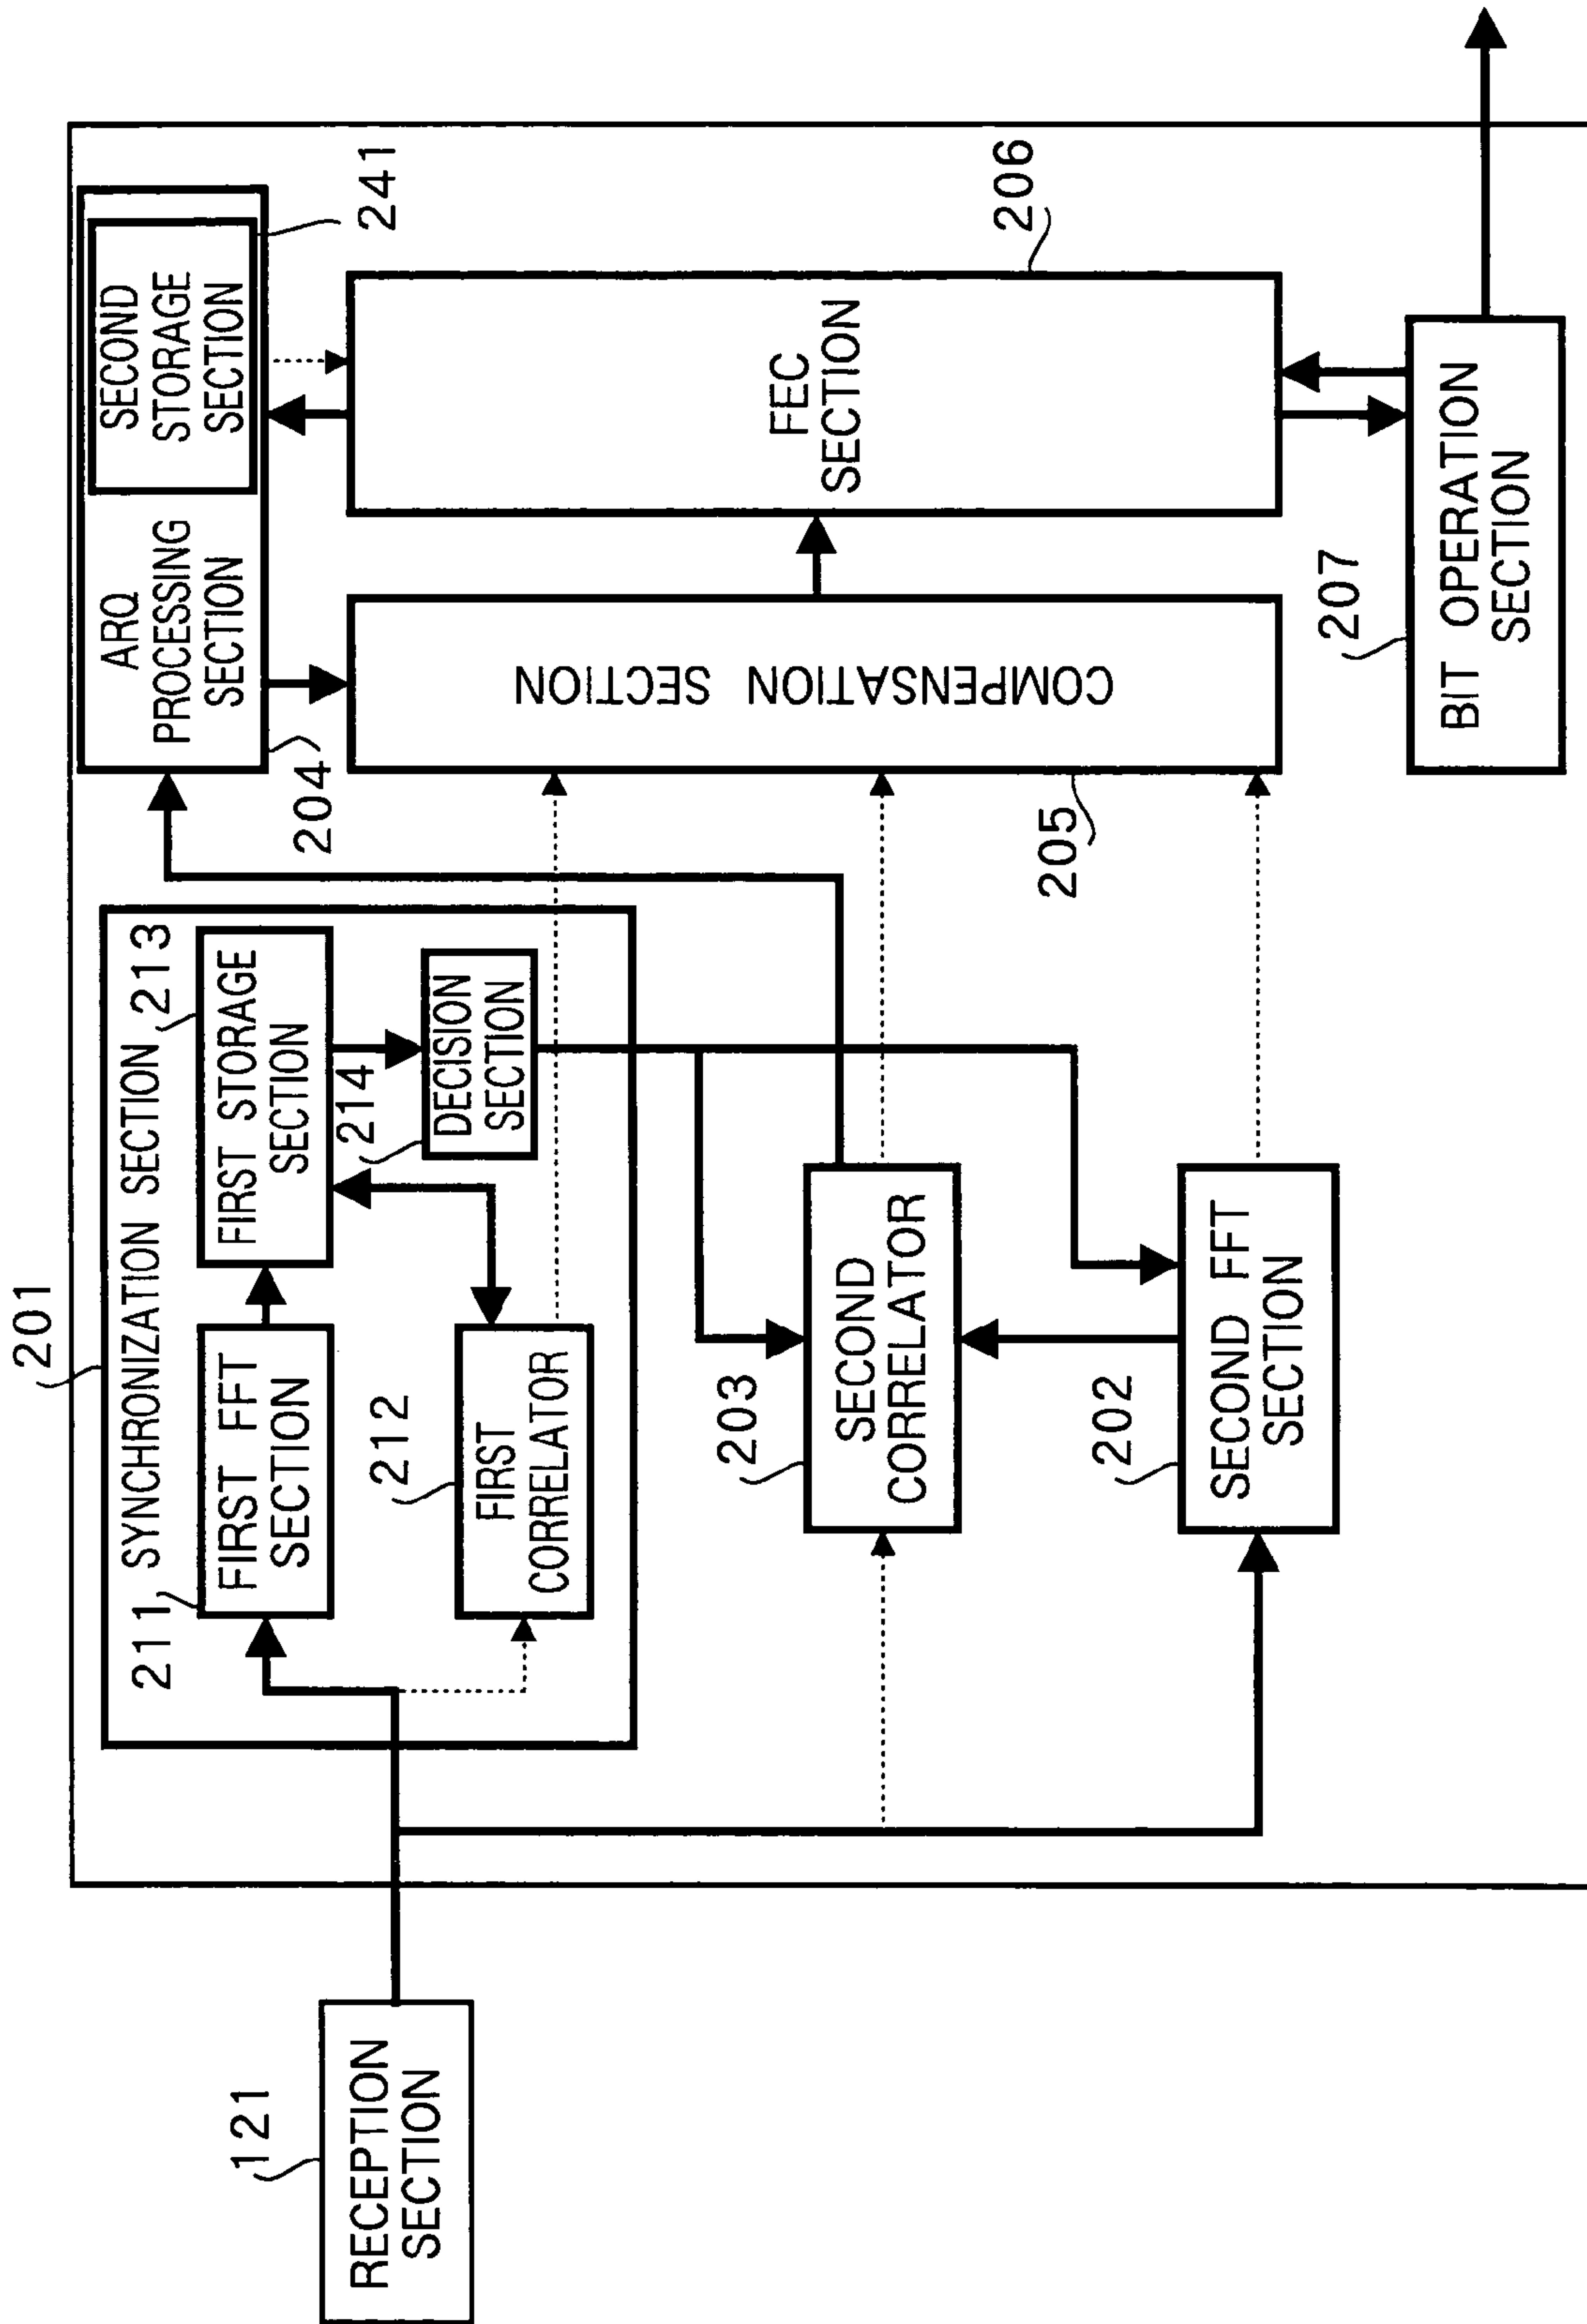 121
RECEPTION
SECTION
201
SYNCHRONIZATION SECTION
211
FIRST FFT
SECTION
213
FIRST STORAGE
SECTION
212
FIRST
CORRELATOR
214
DECISION
SECTION
203
SECOND
CORRELATOR
202
SECOND FFT
SECTION
204
ARQ
PROCESSING
SECTION
SECOND
STORAGE
SECTION
241
205
COMPENSATION SECTION
206
FEC
SECTION
207
BIT OPERATION
SECTION